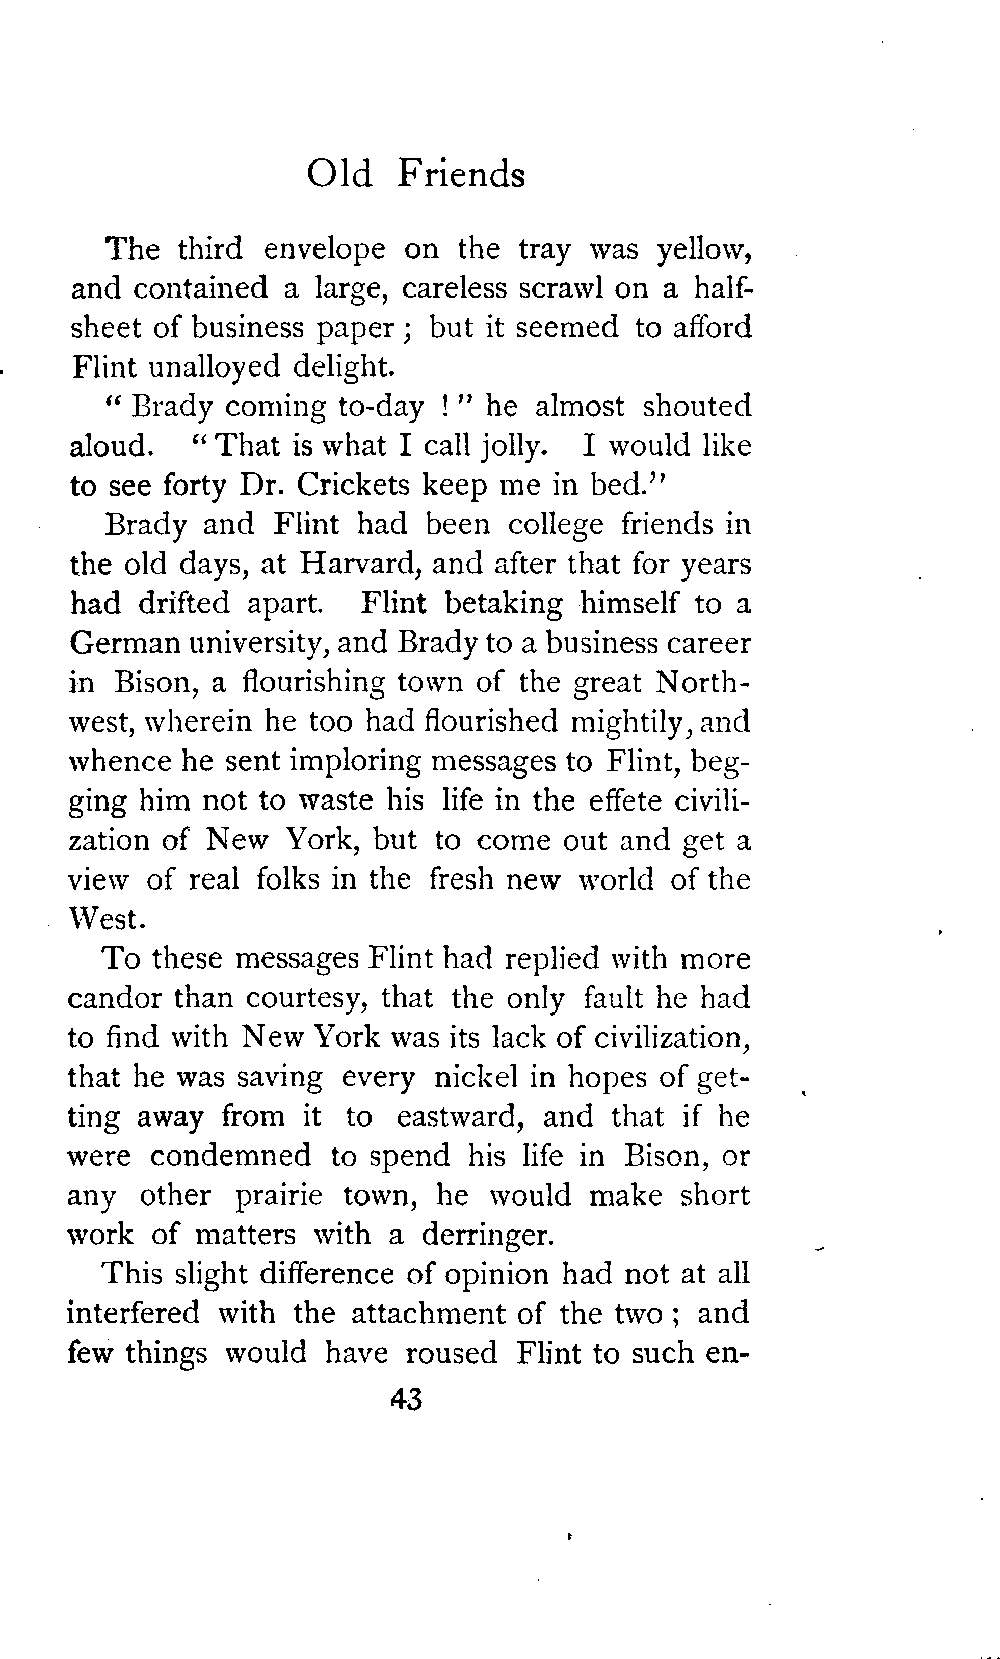 Old Friends
The third envelope on the tray was yellow,
and contained a large, careless scrawl on a half-
sheet of business paper ; but it seemed to afford
Flint unalloyed delight.
“ Brady coming to-day ! ” he almost shouted
aloud. “ That is what I call jolly. I would like
to see forty Dr. Crickets keep me in bed.”
Brady and Flint had been college friends in
the old days, at Harvard, and after that for years
had drifted apart. Flint betaking himself to a
German university, and Brady to a business career
in Bison, a flourishing town of the great North-
west, wherein he too had flourished mightily, and
whence he sent imploring messages to Flint, beg-
ging him not to waste his life in the effete civili-
zation of New York, but to come out and get a
view of real folks in the fresh new world of the
West.
To these messages Flint had replied with more
candor than courtesy, that the only fault he had
to find with New York was its lack of civilization,
that he was saving every nickel in hopes of get-
ting away from it to eastward, and that if he
were condemned to spend his life in Bison, or
any other prairie town, he would make short
work of matters with a derringer.
This slight difference of opinion had not at all
interfered with the attachment of the two ; and
few things would have roused Flint to such en-
43